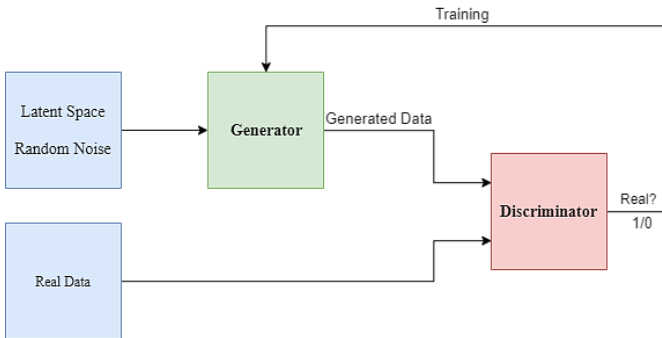 Training
Latent Space
Random Noise
Generator
Generated Data
Discriminator
Real?
1/0
Real Data